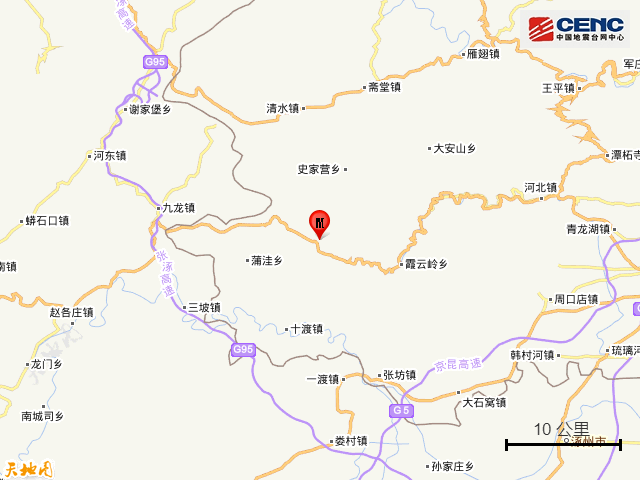 CENC
中国地震台网中心
张涿高速
G95
雁翅镇
军庄
斋堂镇
王平镇
谢家堡乡
清水镇
河东镇
大安山乡
潭柘寺
史家营乡
河北镇
九龙镇
蟒石口镇
M
青龙湖镇
张涿高速
蒲洼乡
霞云岭乡
南镇
周口店镇
赵各庄镇
三坡镇
十渡镇
G95
韩村河镇
琉璃河
龙门乡
京昆高速
一渡镇
张坊镇
大石窝镇
南城司乡
G5
10 公里
娄村镇
涿州市
孙家庄乡
天地图